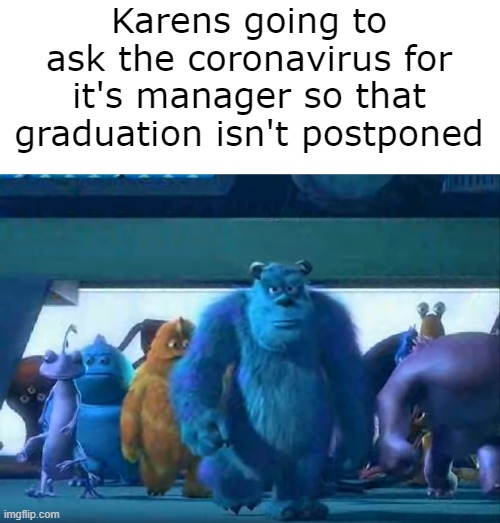 Karens going to
ask the coronavirus for
it's manager so that
graduation isn't postponed
imgflip.com